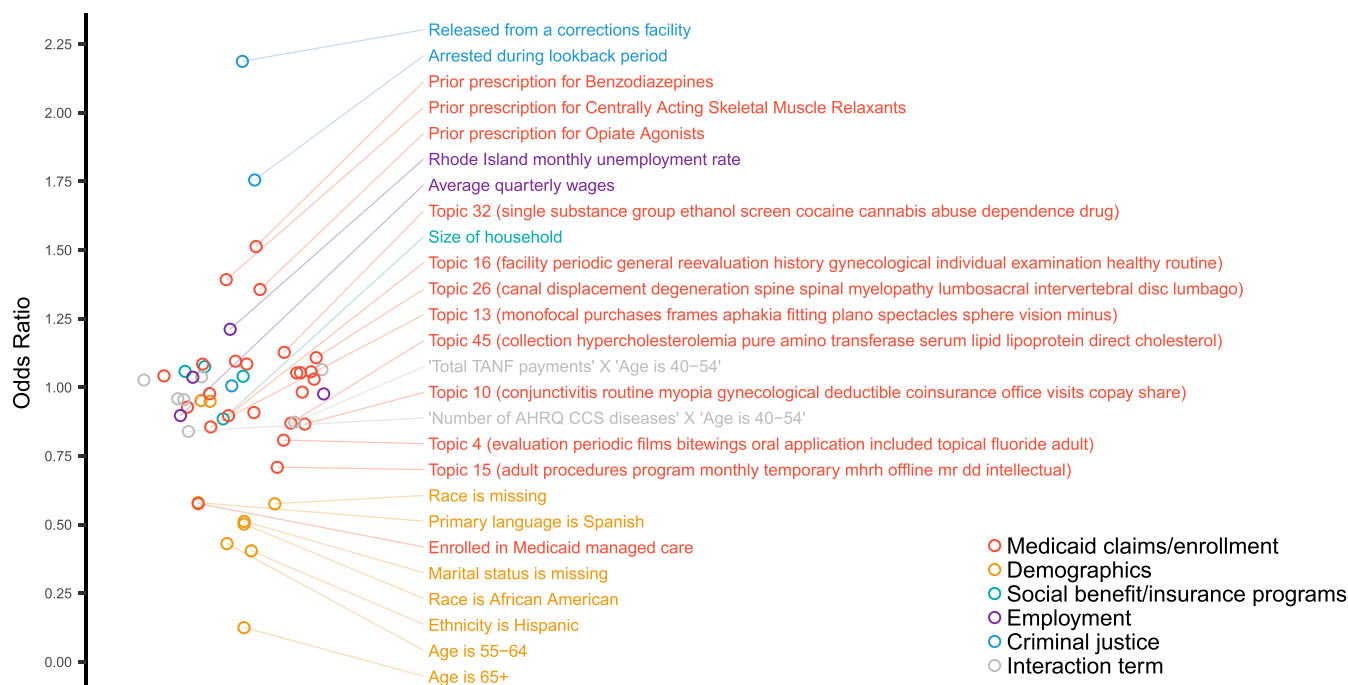 Odds Ratio
2.25
2.00
1.75
1.50
1.25
1.00
0.75
0.50
0.25
0.00
Released from a corrections facility
Arrested during lookback period
Prior prescription for Benzodiazepines
Prior prescription for Centrally Acting Skeletal Muscle Relaxants
Prior prescription for Opiate Agonists
Rhode Island monthly unemployment rate
Average quarterly wages
Topic 32 (single substance group ethanol screen cocaine cannabis abuse dependence drug)
Size of household
Topic 16 (facility periodic general reevaluation history gynecological individual examination healthy routine)
Topic 26 (canal displacement degeneration spine spinal myelopathy lumbosacral intervertebral disc lumbago)
Topic 13 (monofocal purchases frames aphakia fitting plano spectacles sphere vision minus)
Topic 45 (collection hypercholesterolemia pure amino transferase serum lipid lipoprotein direct cholesterol)
'Total TANF payments' X 'Age is 40−54'
Topic 10 (conjunctivitis routine myopia gynecological deductible coinsurance office visits copay share)
'Number of AHRQ CCS diseases' X 'Age is 40−54'
Topic 4 (evaluation periodic films bitewings oral application included topical fluoride adult)
Topic 15 (adult procedures program monthly temporary mhrh offline mr dd intellectual)
Race is missing
Primary language is Spanish
Enrolled in Medicaid managed care
Marital status is missing
Race is African American
Ethnicity is Hispanic
Age is 55−64
Age is 65+
Medicaid claims/enrollment
Demographics
Social benefit/insurance programs
Employment
Criminal justice
Interaction term